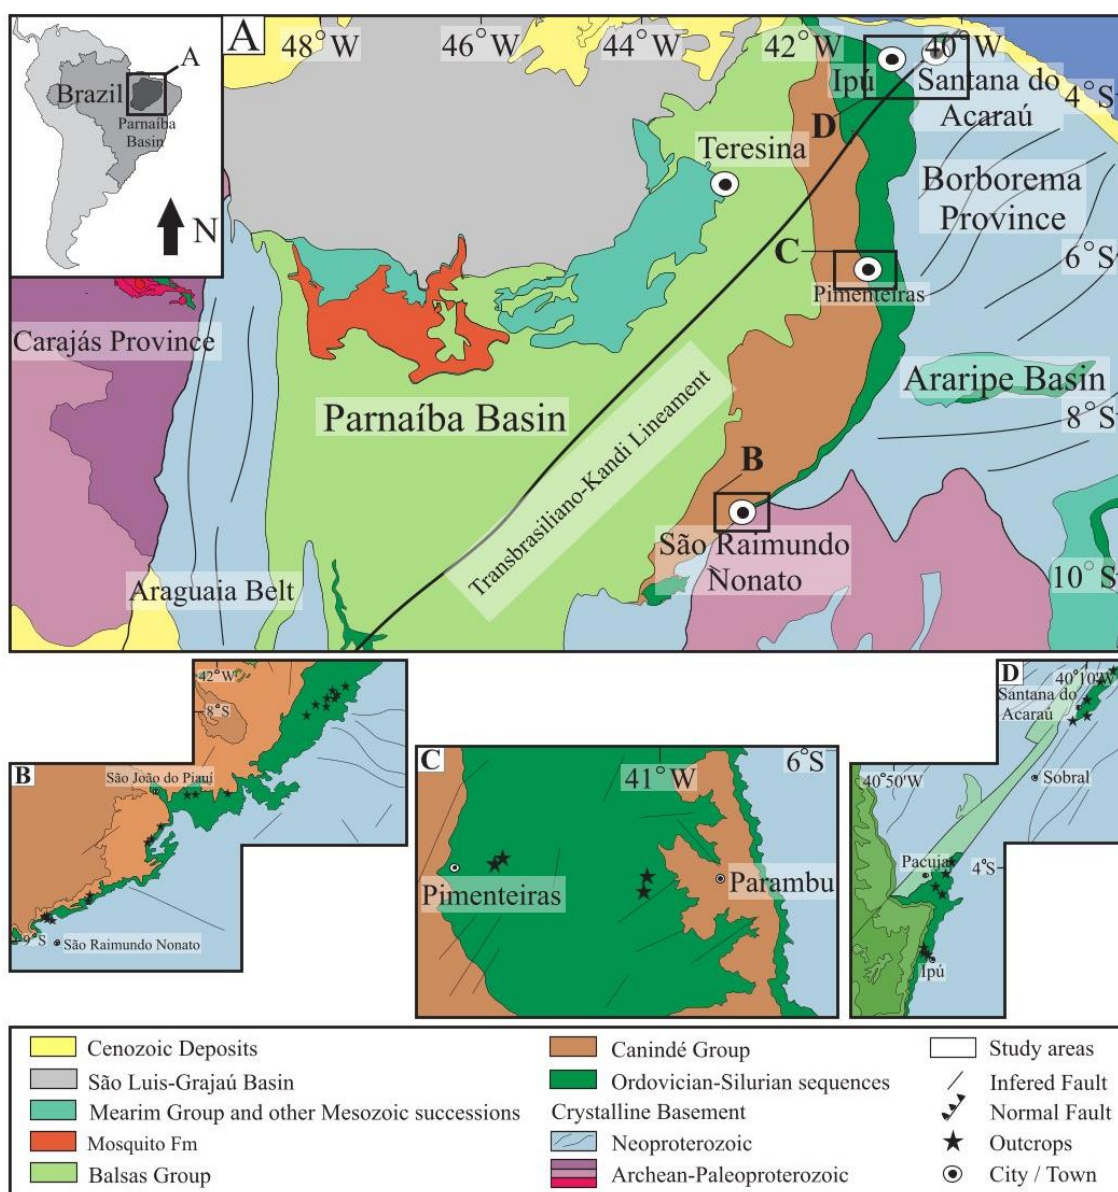 A
48°W
46°W
44°W
42°W
40°W
A
Brazil
Parnaíba
Basin
N
Ipú
Santana do
Acaraú
4°S
D
Teresina
Borborema
Province
C
6°S
Pimenteiras
Carajás Province
Araripe Basin
Parnaíba Basin
8°S
Transbrasiliano-Kandi Lineament
B
São Raimundo
Nonato
10°S
Araguaia Belt
42°W
8°S
B
São João do Piauí
9°S
São Raimundo Nonato
C
41°W
6°S
Pimenteiras
Parambu
D
40°10'W
Santana do
Acaraú
40°50'W
Sobral
Pacujá
4°S
Ipú
Cenozoic Deposits
São Luis-Grajaú Basin
Mearim Group and other Mesozoic successions
Mosquito Fm
Balsas Group
Canindé Group
Ordovician-Silurian sequences
Crystalline Basement
Neoproterozoic
Archean-Paleoproterozoic
Study areas
Infered Fault
Normal Fault
Outcrops
City / Town